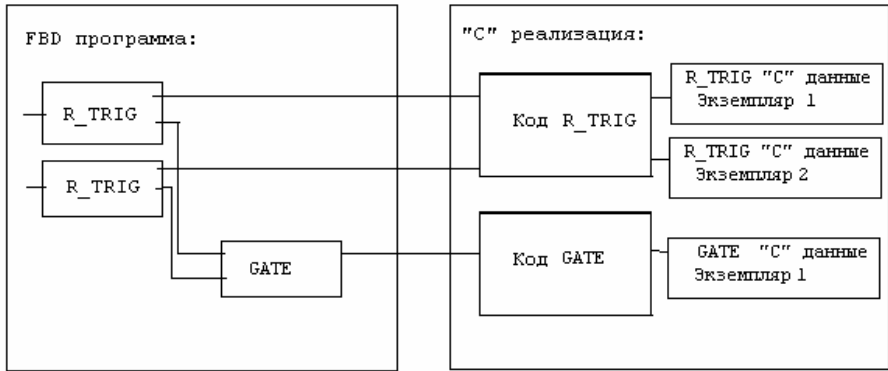 FBD программа:
R_TRIG
R_TRIG
GATE
"C" реализация:
Код R_TRIG
R_TRIG "C" данные
Экземпляр 1
R_TRIG "C" данные
Экземпляр 2
Код GATE
GATE "C" данные
Экземпляр 1